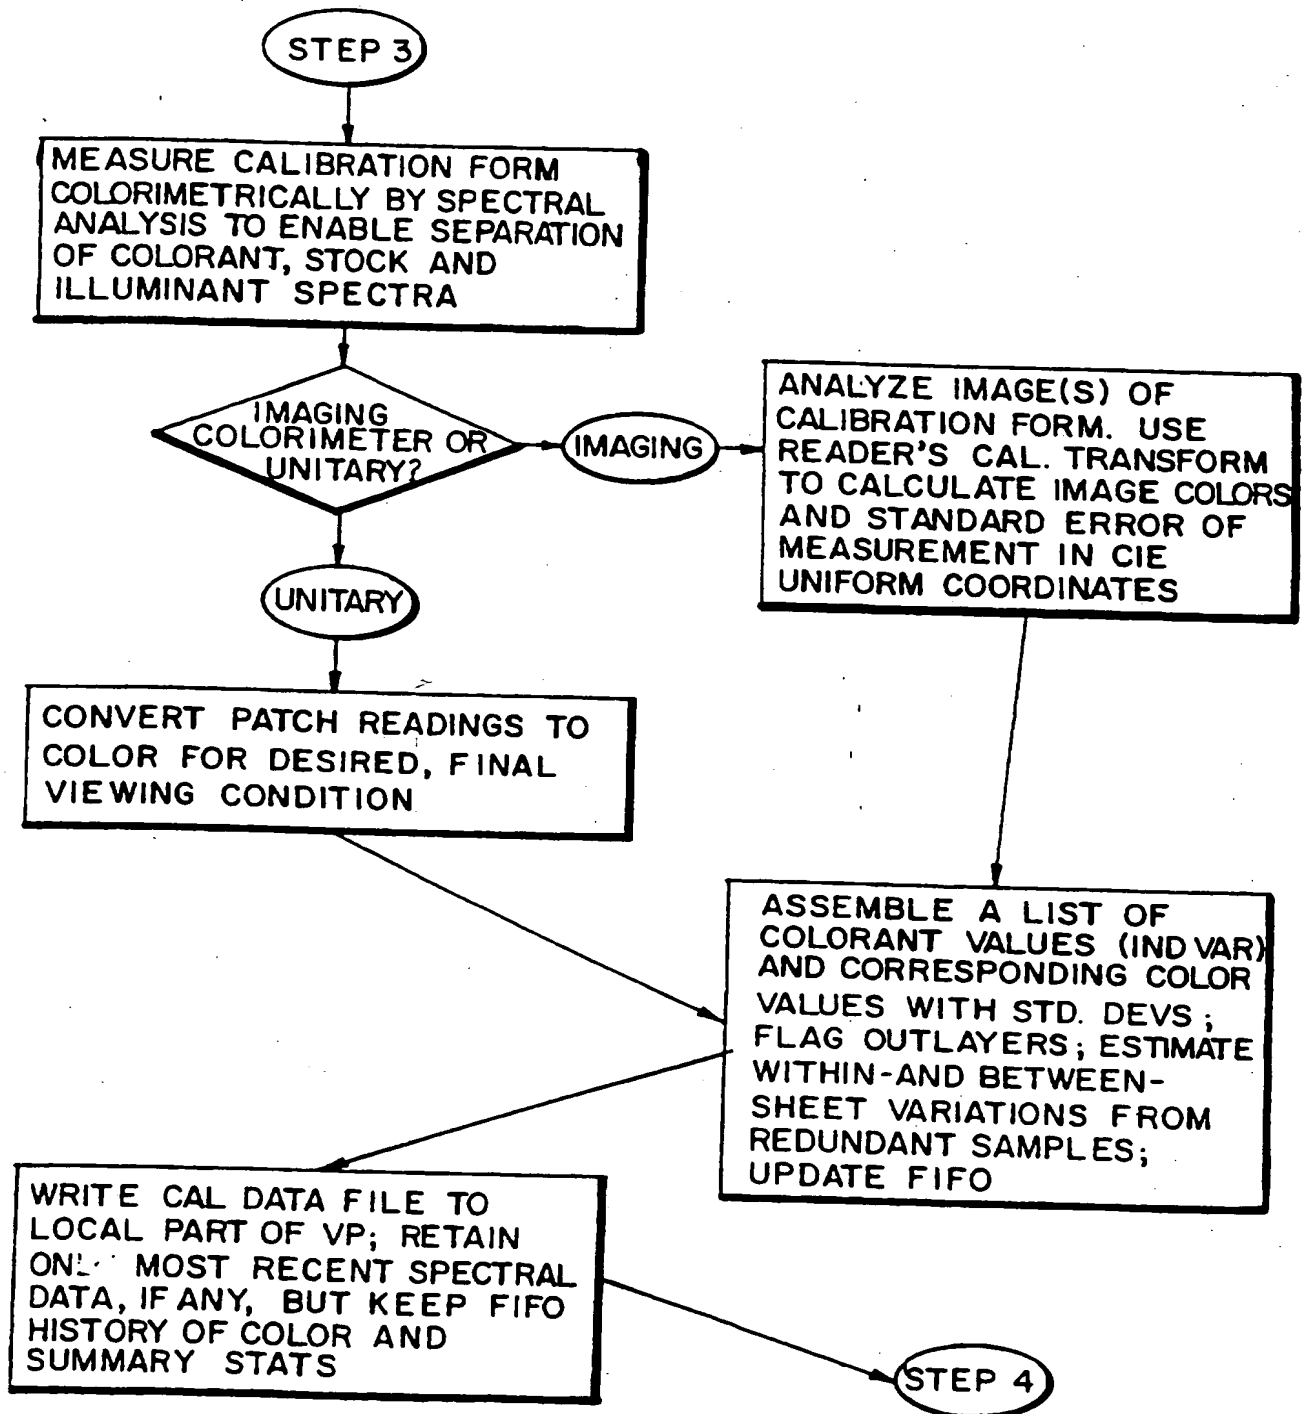 STEP 3
MEASURE CALIBRATION FORM
COLORIMETRICALLY BY SPECTRAL
ANALYSIS TO ENABLE SEPARATION
OF COLORANT, STOCK AND
ILLUMINANT SPECTRA
IMAGING
COLORIMETER OR
UNITARY?
IMAGING
ANALYZE IMAGE(S) OF
CALIBRATION FORM. USE
READER'S CAL. TRANSFORM
TO CALCULATE IMAGE COLORS
AND STANDARD ERROR OF
MEASUREMENT IN CIE
UNIFORM COORDINATES
UNITARY
CONVERT PATCH READINGS TO
COLOR FOR DESIRED, FINAL
VIEWING CONDITION
ASSEMBLE A LIST OF
COLORANT VALUES (IND VAR)
AND CORRESPONDING COLOR
VALUES WITH STD. DEVS;
FLAG OUTLAYERS; ESTIMATE
WITHIN-AND BETWEEN-
SHEET VARIATIONS FROM
REDUNDANT SAMPLES;
UPDATE FIFO
WRITE CAL DATA FILE TO
LOCAL PART OF VP; RETAIN
MOST RECENT SPECTRAL
DATA, IF ANY, BUT KEEP FIFO
HISTORY OF COLOR AND
SUMMARY STATS
STEP 4